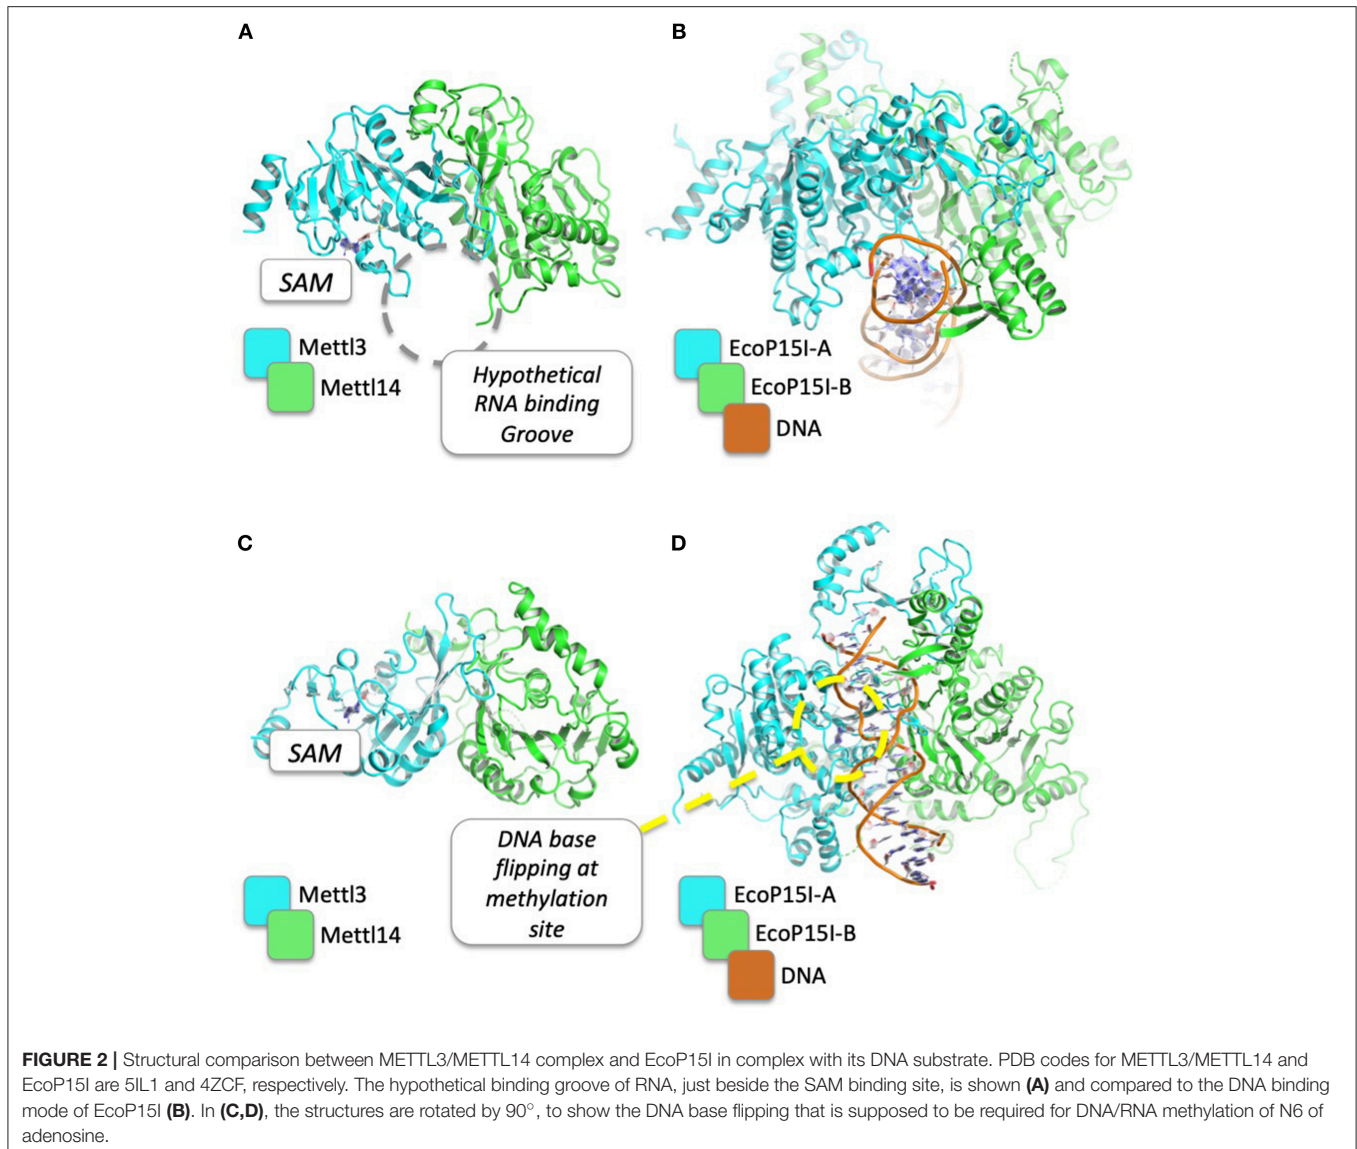 A
B
SAM
Mettl3
Mettl14
Hypothetical
RNA binding
Groove
EcoP15I-A
EcoP15I-B
DNA
C
D
SAM
DNA base
flipping at
methylation
site
Mettl3
Mettl14
EcoP15I-A
EcoP15I-B
DNA
FIGURE 2 | Structural comparison between METTL3/METTL14 complex and EcoP15I in complex with its DNA substrate. PDB codes for METTL3/METTL14 and
EcoP15I are 5IL1 and 4ZCF, respectively. The hypothetical binding groove of RNA, just beside the SAM binding site, is shown (A) and compared to the DNA binding
mode of EcoP15I (B). In (C,D), the structures are rotated by 90°, to show the DNA base flipping that is supposed to be required for DNA/RNA methylation of N6 of
adenosine.